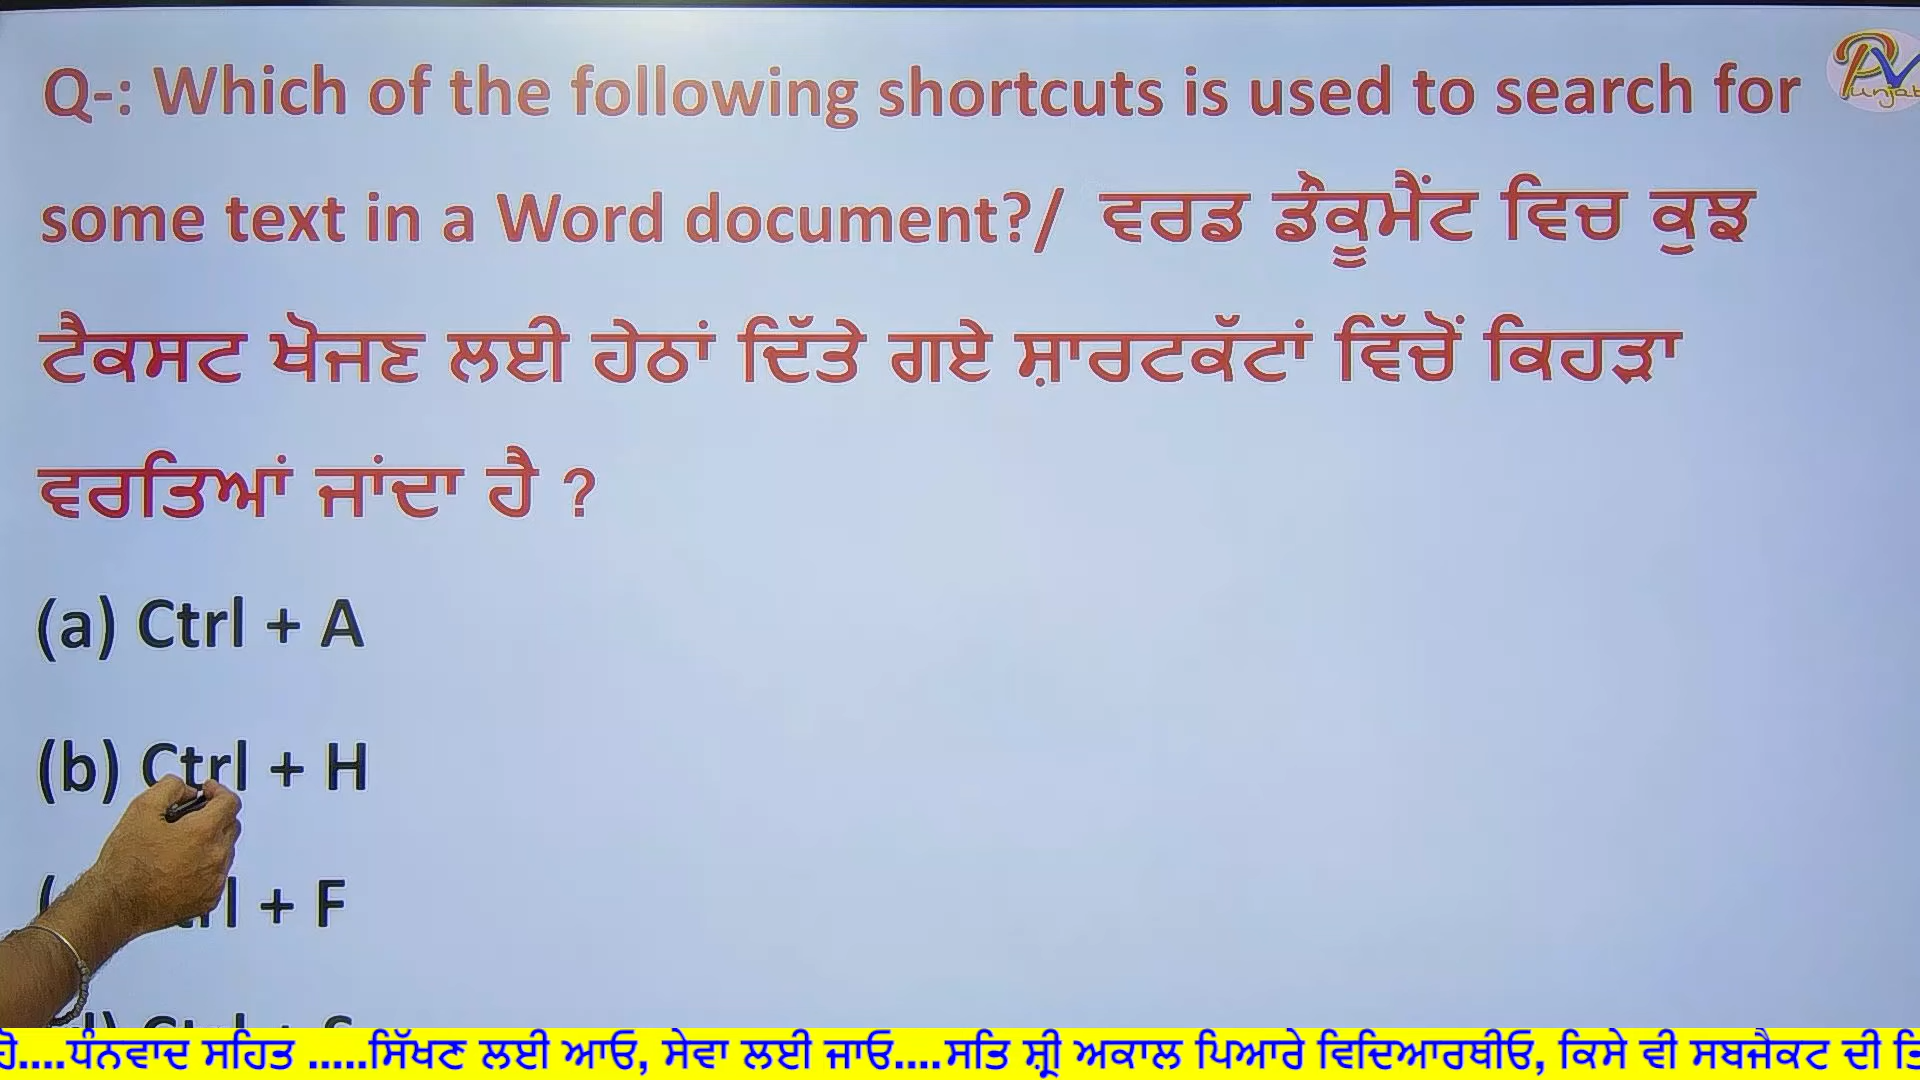 Q-: Which of the following shortcuts is used to search for
some text in a Word document?/ ਵਰਡ ਡੌਕੂਮੈਂਟ ਵਿਚ ਕੁਝ
ਟੈਕਸਟ ਖੋਜਣ ਲਈ ਹੇਠਾਂ ਦਿੱਤੇ ਗਏ ਸ਼ਾਰਟਕੱਟਾਂ ਵਿੱਚੋਂ ਕਿਹੜਾ
ਵਰਤਿਆਂ ਜਾਂਦਾ ਹੈ ?
(a) Ctrl + A
(b) Ctrl + H
+ F
ਧੰਨਵਾਦ ਸਹਿਤ .....ਸਿੱਖਣ ਲਈ ਆਓ, ਸੇਵਾ ਲਈ ਜਾਓ....ਸਤਿ ਸ਼੍ਰੀ ਅਕਾਲ ਪਿਆਰੇ ਵਿਦਿਆਰਥੀਓ, ਕਿਸੇ ਵੀ ਸਬਜੈਕਟ ਦੀ